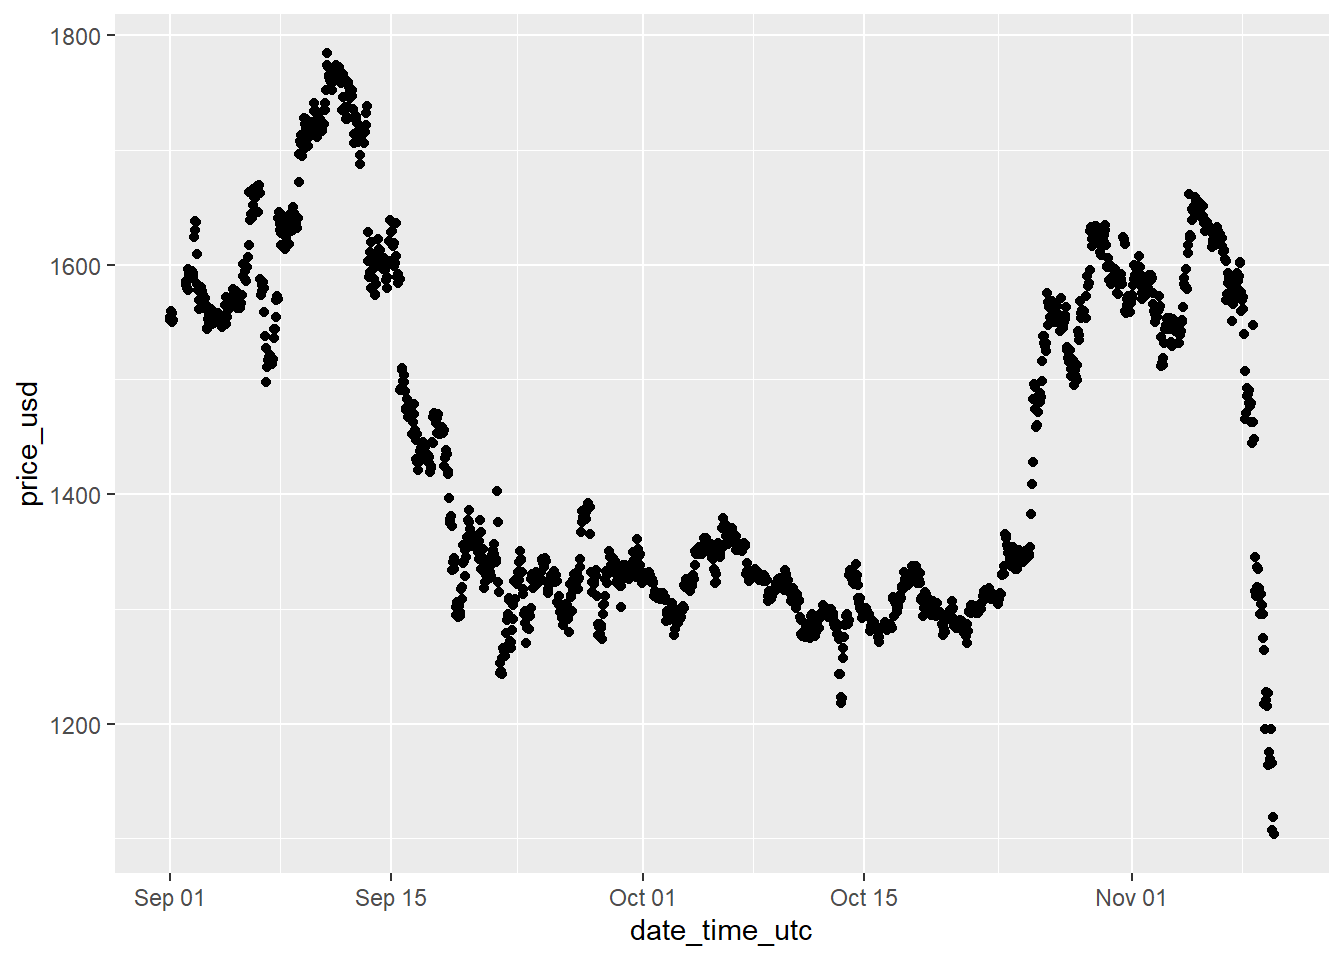 1800
1600
1400
1200
price_usd
Sep 01
Sep 15
Oct 01
Oct 15
Nov 01
date_time_utc